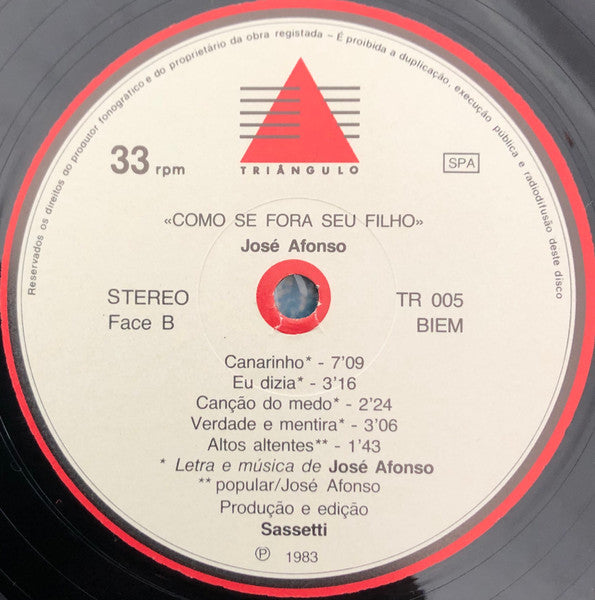 Reservados os direitos do produtor fonográfico e do proprietário da obra registada - É proibida a duplicação, execução pública e radiodifusão deste disco
33 rpm
TRIÂNGULO
SPA
«COMO SE FORA SEU FILHO»
José Afonso
STEREO
Face B
TR 005
BIEM
Canarinho* - 7'09
Eu dizia* - 3'16
Canção do medo* - 2'24
Verdade e mentira* - 3'06
Altos altentes** - 1'43
* Letra e música de José Afonso
** popular/José Afonso
Produção e edição
Sassetti
Ⓟ 1983